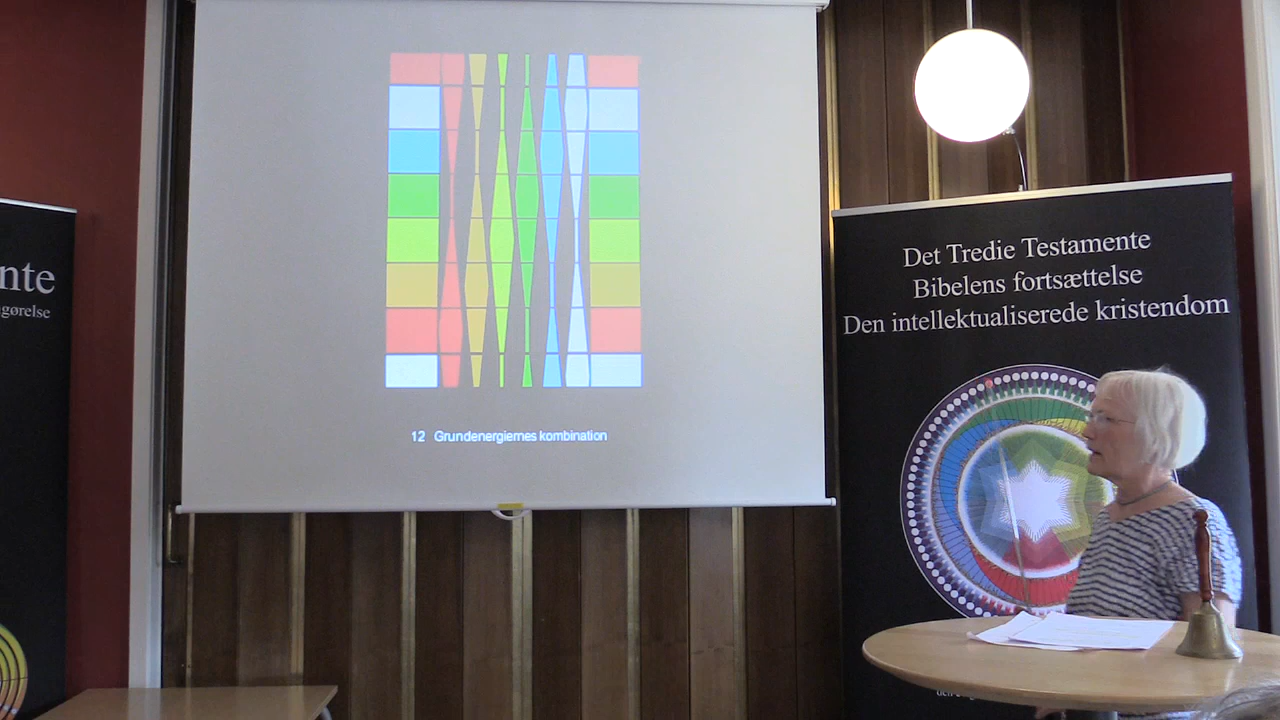 12 Grundenergiernes kombination
Det Tredie Testamente
Bibelens fortsættelse
Den intellektualiserede kristendom
nte
gørelse